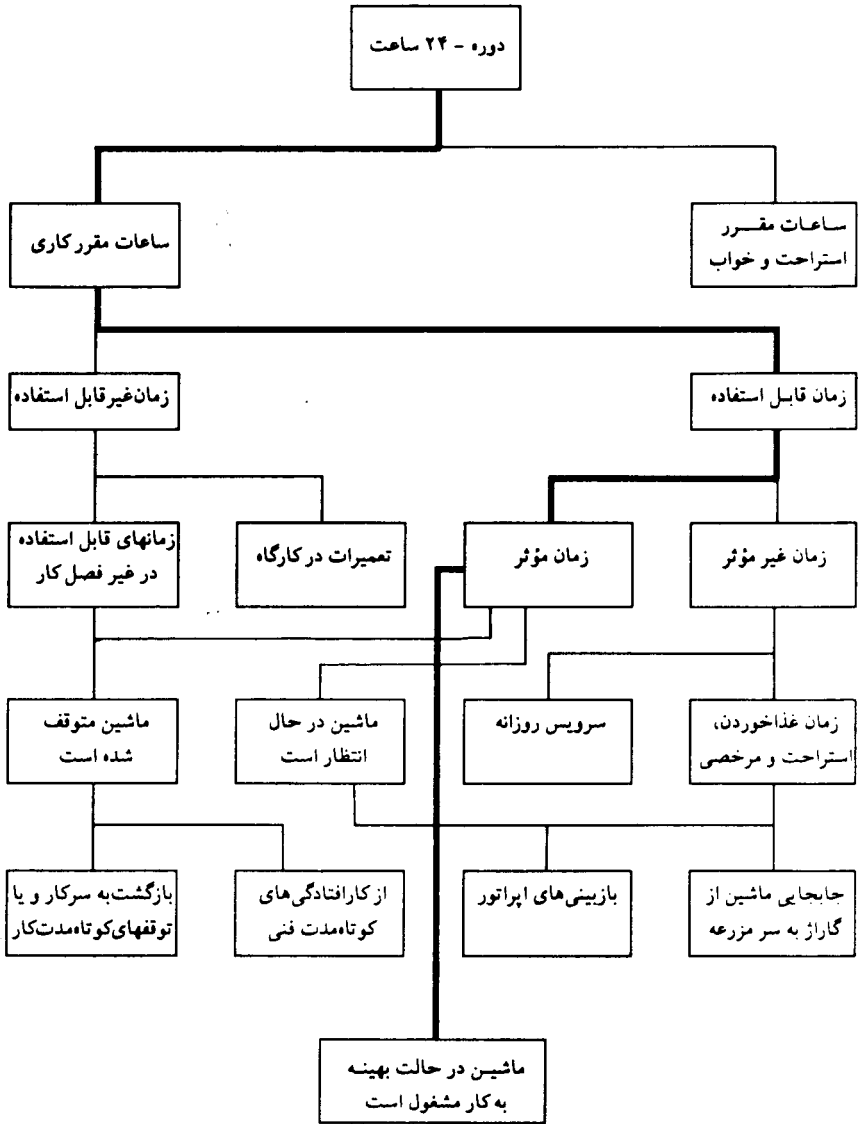 دوره - ۲۴ ساعت
ساعات مقرر
استراحت و خواب
ساعات مقرر کاری
زمان قابل استفاده
زمان غیر قابل استفاده
زمان غیر مؤثر
زمان مؤثر
تعمیرات در کارگاه
زمانهای قابل استفاده
در غیر فصل کار
زمان غذاخوردن،
استراحت و مرخصی
سرویس روزانه
ماشین در حال
انتظار است
ماشین متوقف
شده است
جابجایی ماشین از
گاراژ به سر مزرعه
بازبینی‌های اپراتور
از کارافتادگی‌های
کوتاه‌مدت فنی
بازگشت به سرکار و یا
توقفهای کوتاه‌مدت کار
ماشین در حالت بهینه
به کار مشغول است